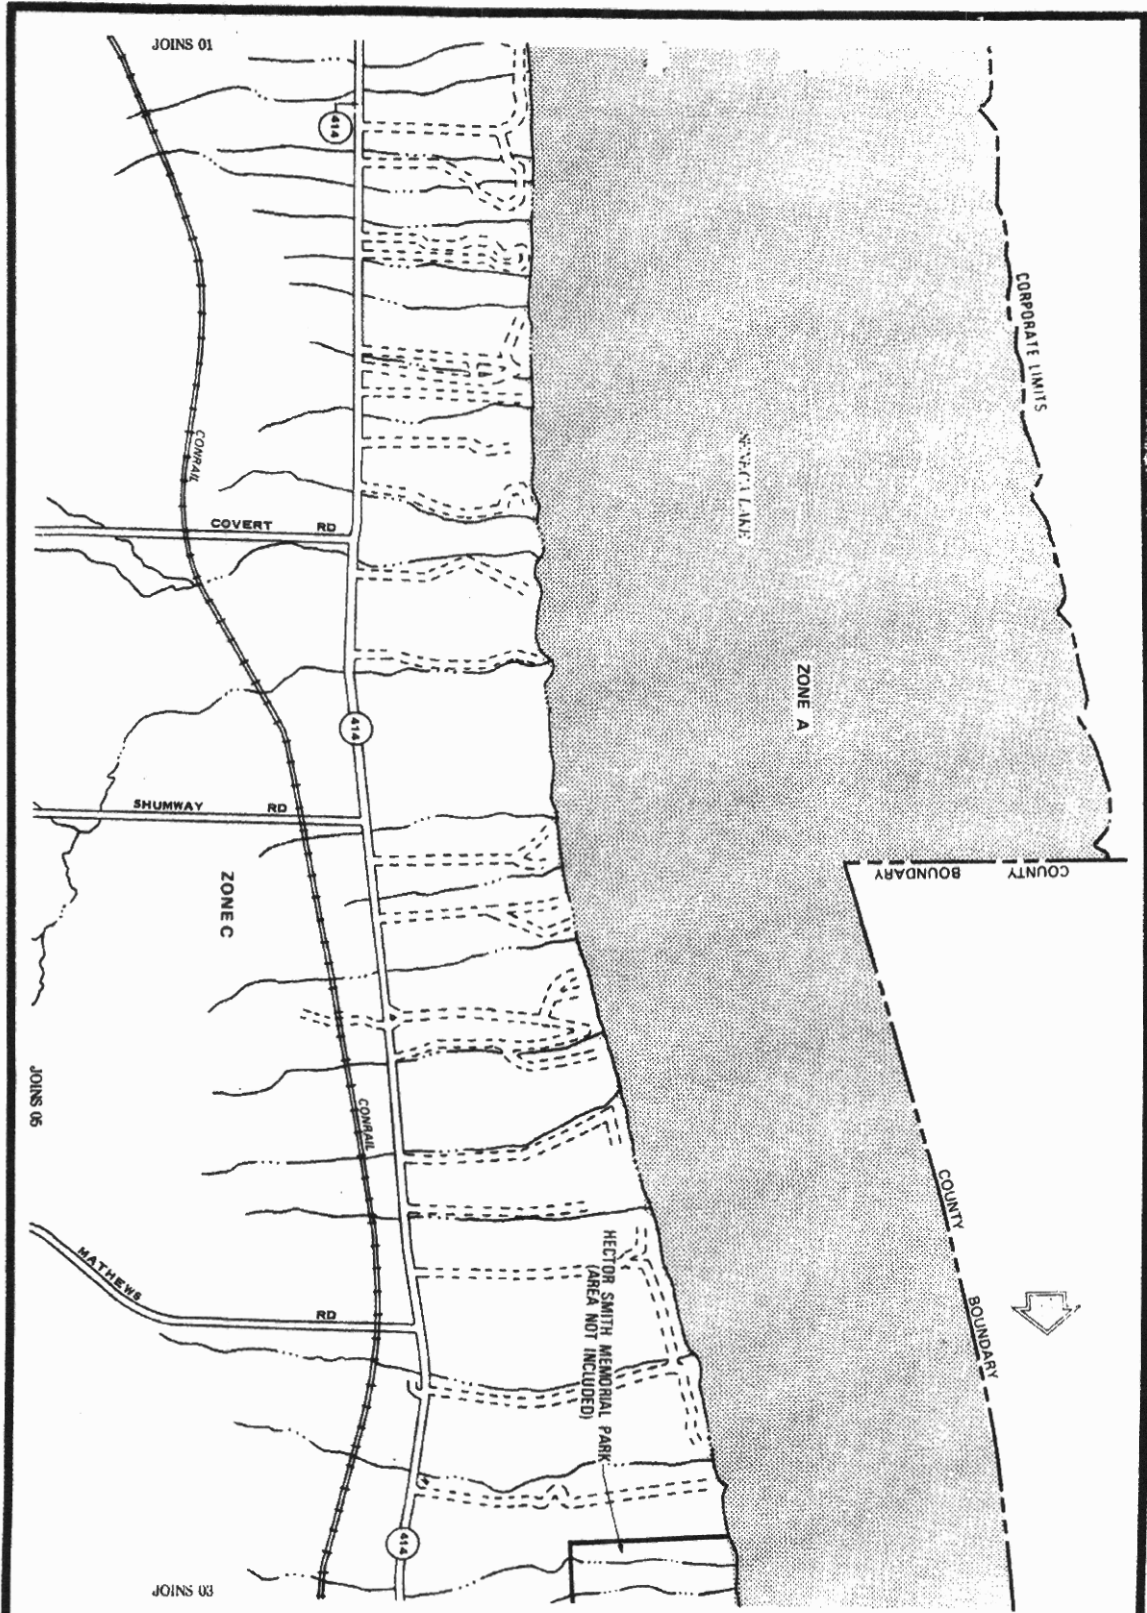 JOINS 01
414
CORPORATE LIMITS
CONRAIL
SENECA LAKE
COVERT RD
ZONE A
414
SHUMWAY RD
COUNTY BOUNDARY
ZONE C
JOINS 05
CONRAIL
COUNTY BOUNDARY
HECTOR SMITH MEMORIAL PARK
(AREA NOT INCLUDED)
MATHEWS RD
414
JOINS 03